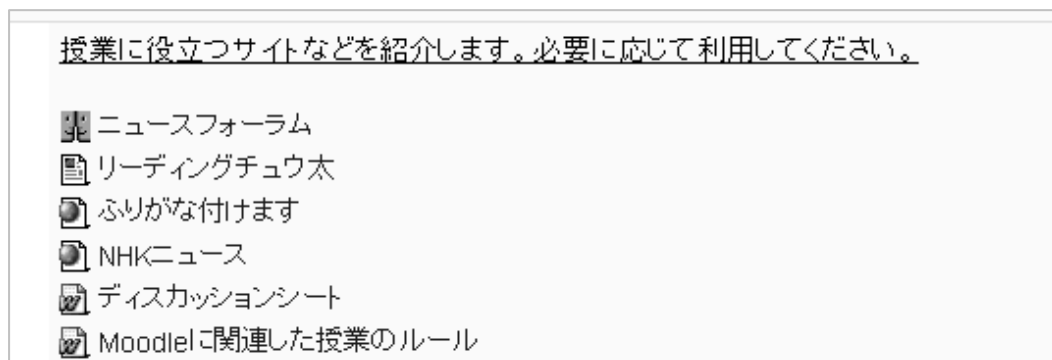 授業に役立つサイトなどを紹介します。必要に応じて利用してください。
ニュースフォーラム
リーディングチュウ太
ふりがな付けます
NHKニュース
ディスカッションシート
Moodleに関連した授業のルール